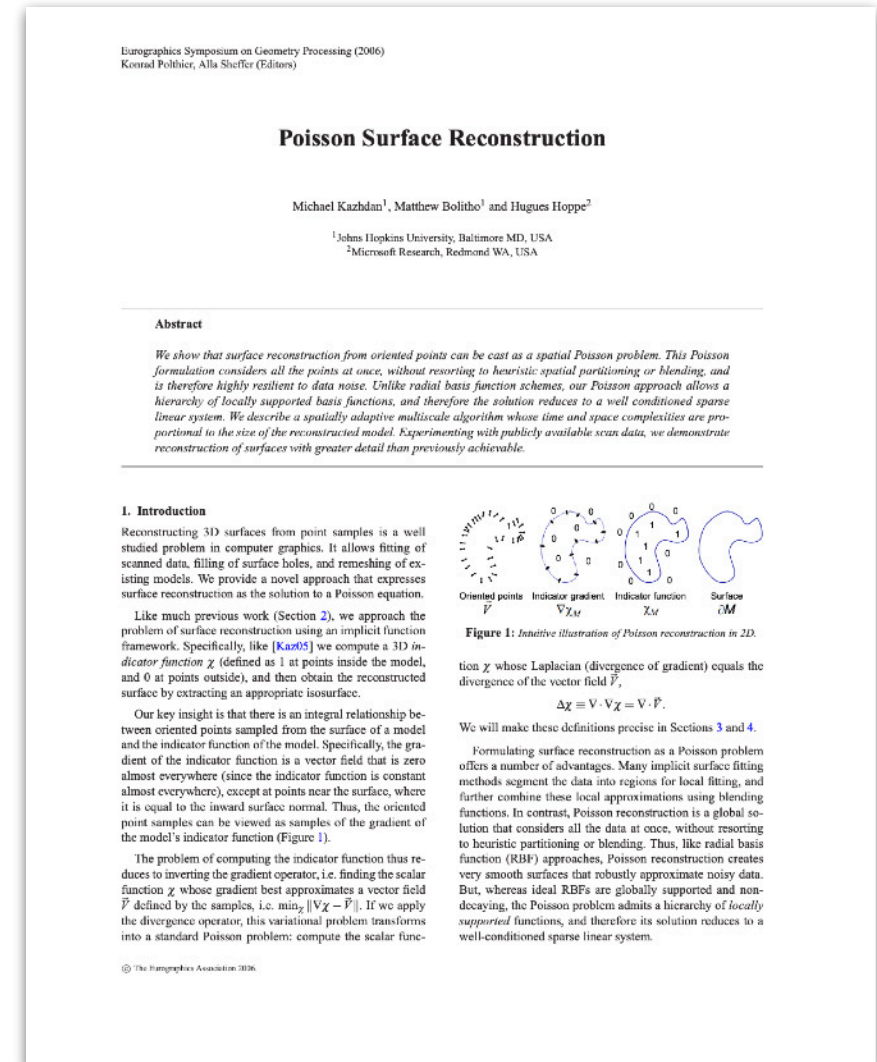 Eurographics Symposium on Geometry Processing (2006)
Konrad Polthier, Alla Sheffer (Editors)
Poisson Surface Reconstruction
Michael Kazhdan1, Matthew Bolitho1 and Hugues Hoppe2
1Johns Hopkins University, Baltimore MD, USA
2Microsoft Research, Redmond WA, USA
Abstract
We show that surface reconstruction from oriented points can be cast as a spatial Poisson problem. This Poisson
formulation considers all the points at once, without resorting to heuristic spatial partitioning or blending, and
is therefore highly resilient to data noise. Unlike radial basis function schemes, our Poisson approach allows a
hierarchy of locally supported basis functions, and therefore the solution reduces to a well conditioned sparse
linear system. We describe a spatially adaptive multiscale algorithm whose time and space complexities are pro-
portional to the size of the reconstructed model. Experimenting with publicly available scan data, we demonstrate
reconstruction of surfaces with greater detail than previously achievable.
1. Introduction
Reconstructing 3D surfaces from point samples is a well
studied problem in computer graphics. It allows fitting of
scanned data, filling of surface holes, and remeshing of ex-
isting models. We provide a novel approach that expresses
surface reconstruction as the solution to a Poisson equation.
Like much previous work (Section 2), we approach the
problem of surface reconstruction using an implicit function
framework. Specifically, like [Kaz05] we compute a 3D in-
dicator function χ (defined as 1 at points inside the model,
and 0 at points outside), and then obtain the reconstructed
surface by extracting an appropriate isosurface.
Our key insight is that there is an integral relationship be-
tween oriented points sampled from the surface of a model
and the indicator function of the model. Specifically, the gra-
dient of the indicator function is a vector field that is zero
almost everywhere (since the indicator function is constant
almost everywhere), except at points near the surface, where
it is equal to the inward surface normal. Thus, the oriented
point samples can be viewed as samples of the gradient of
the model's indicator function (Figure 1).
The problem of computing the indicator function thus re-
duces to inverting the gradient operator, i.e. finding the scalar
function χ whose gradient best approximates a vector field
V⃗ defined by the samples, i.e. minχ ‖∇χ − V⃗‖. If we apply
the divergence operator, this variational problem transforms
into a standard Poisson problem: compute the scalar func-
© The Eurographics Association 2006.
0 0 0 0 0 0
0 0 1 1 1 1 1 0 0 0 0
Oriented points Indicator gradient Indicator function Surface
V⃗ ∇χM χM ∂M
Figure 1: Intuitive illustration of Poisson reconstruction in 2D.
tion χ whose Laplacian (divergence of gradient) equals the
divergence of the vector field V⃗,
Δχ ≡ ∇ · ∇χ = ∇ · V⃗.
We will make these definitions precise in Sections 3 and 4.
Formulating surface reconstruction as a Poisson problem
offers a number of advantages. Many implicit surface fitting
methods segment the data into regions for local fitting, and
further combine these local approximations using blending
functions. In contrast, Poisson reconstruction is a global so-
lution that considers all the data at once, without resorting
to heuristic partitioning or blending. Thus, like radial basis
function (RBF) approaches, Poisson reconstruction creates
very smooth surfaces that robustly approximate noisy data.
But, whereas ideal RBFs are globally supported and non-
decaying, the Poisson problem admits a hierarchy of locally
supported functions, and therefore its solution reduces to a
well-conditioned sparse linear system.